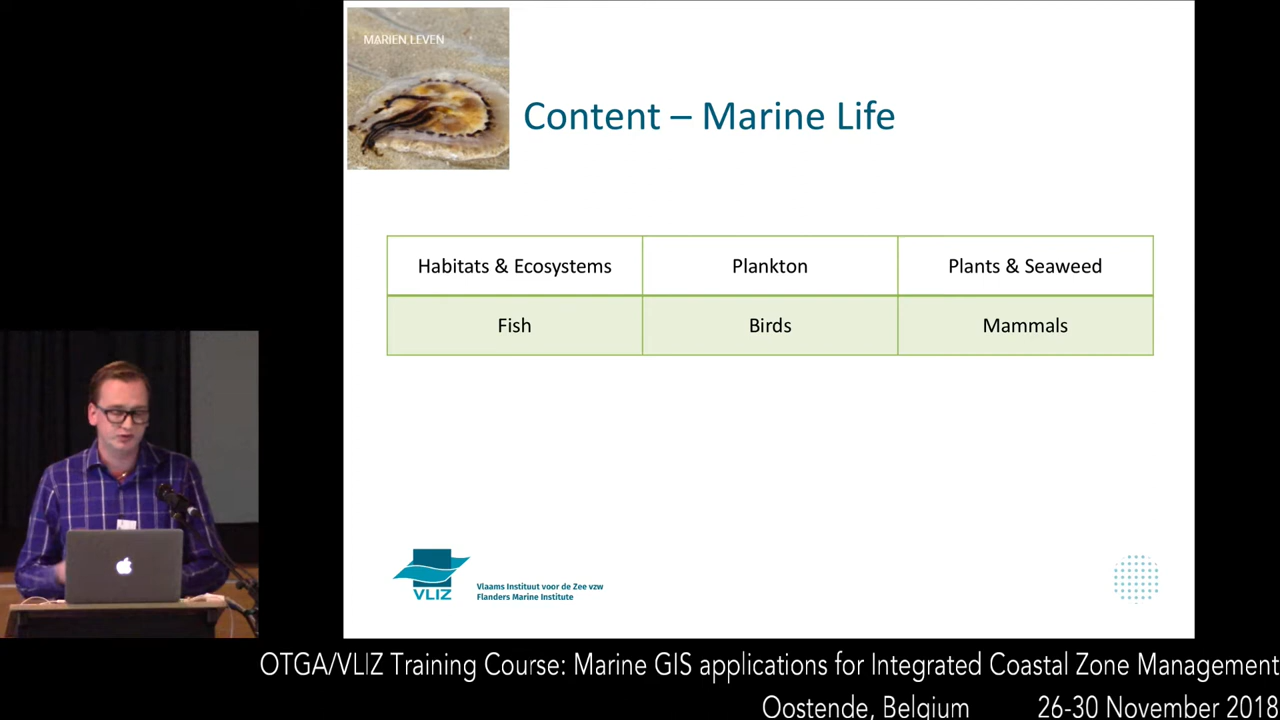 MARIEN LEVEN
Content – Marine Life
Habitats & Ecosystems
Plankton
Plants & Seaweed
Fish
Birds
Mammals
VLIZ
Vlaams Instituut voor de Zee vzw
Flanders Marine Institute
OTGA/VLIZ Training Course: Marine GIS applications for Integrated Coastal Zone Management
Oostende, Belgium 26-30 November 2018